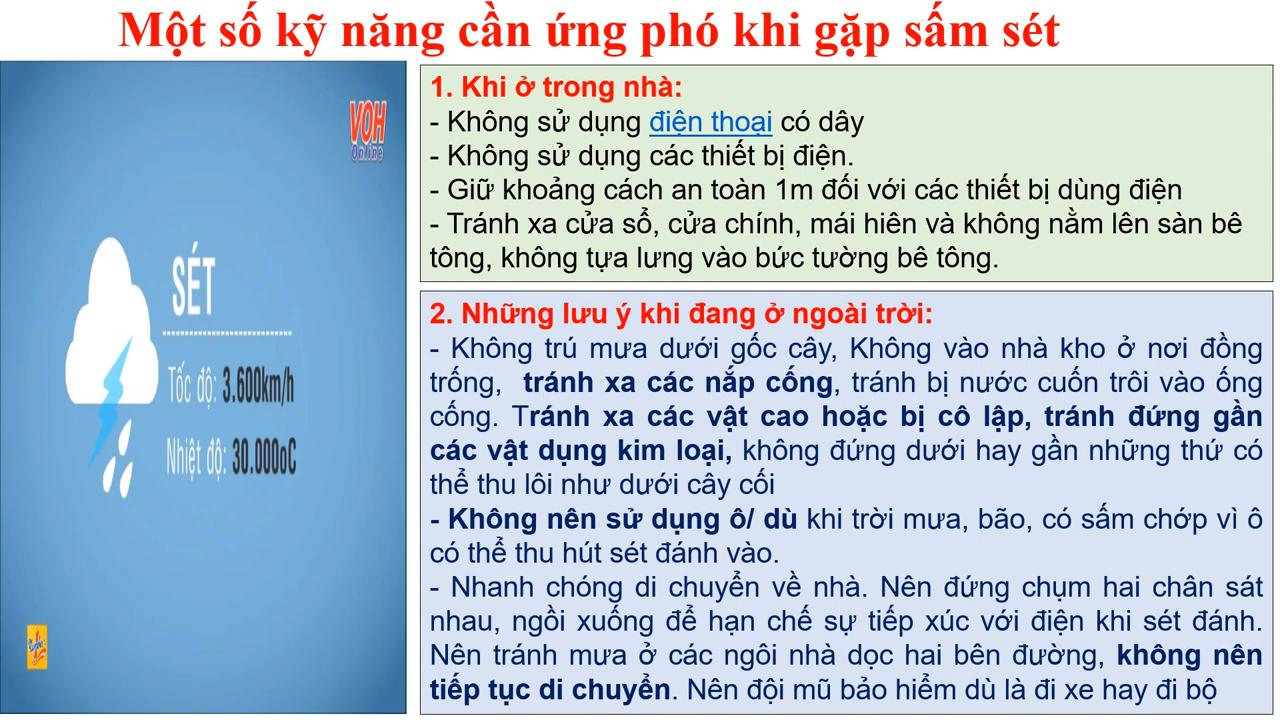 Một số kỹ năng cần ứng phó khi gặp sấm sét
VOH
Online
SÉT
Tốc độ: 3.600km/h
Nhiệt độ: 30.000oC
1. Khi ở trong nhà:
- Không sử dụng điện thoại có dây
- Không sử dụng các thiết bị điện.
- Giữ khoảng cách an toàn 1m đối với các thiết bị dùng điện
- Tránh xa cửa sổ, cửa chính, mái hiên và không nằm lên sàn bê
tông, không tựa lưng vào bức tường bê tông.
2. Những lưu ý khi đang ở ngoài trời:
- Không trú mưa dưới gốc cây, Không vào nhà kho ở nơi đồng
trống, tránh xa các nắp cống, tránh bị nước cuốn trôi vào ống
cống. Tránh xa các vật cao hoặc bị cô lập, tránh đứng gần
các vật dụng kim loại, không đứng dưới hay gần những thứ có
thể thu lôi như dưới cây cối
- Không nên sử dụng ô/ dù khi trời mưa, bão, có sấm chớp vì ô
có thể thu hút sét đánh vào.
- Nhanh chóng di chuyển về nhà. Nên đứng chụm hai chân sát
nhau, ngồi xuống để hạn chế sự tiếp xúc với điện khi sét đánh.
Nên tránh mưa ở các ngôi nhà dọc hai bên đường, không nên
tiếp tục di chuyển. Nên đội mũ bảo hiểm dù là đi xe hay đi bộ